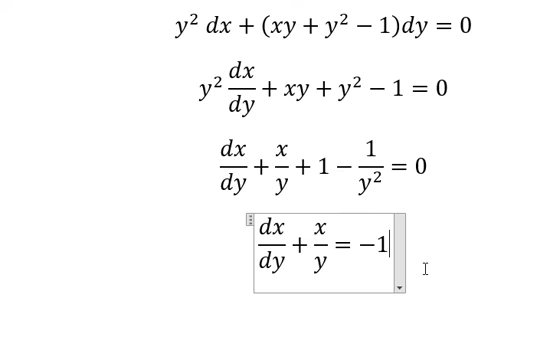 y² dx + (xy + y² − 1)dy = 0
y² dx/dy + xy + y² − 1 = 0
dx/dy + x/y + 1 − 1/y² = 0
dx/dy + x/y = −1